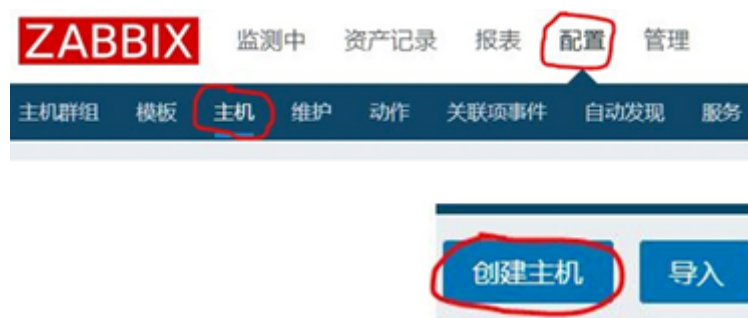 ZABBIX 监测中 资产记录 报表 配置 管理
主机群组 模板 主机 维护 动作 关联项事件 自动发现 服务
创建主机 导入